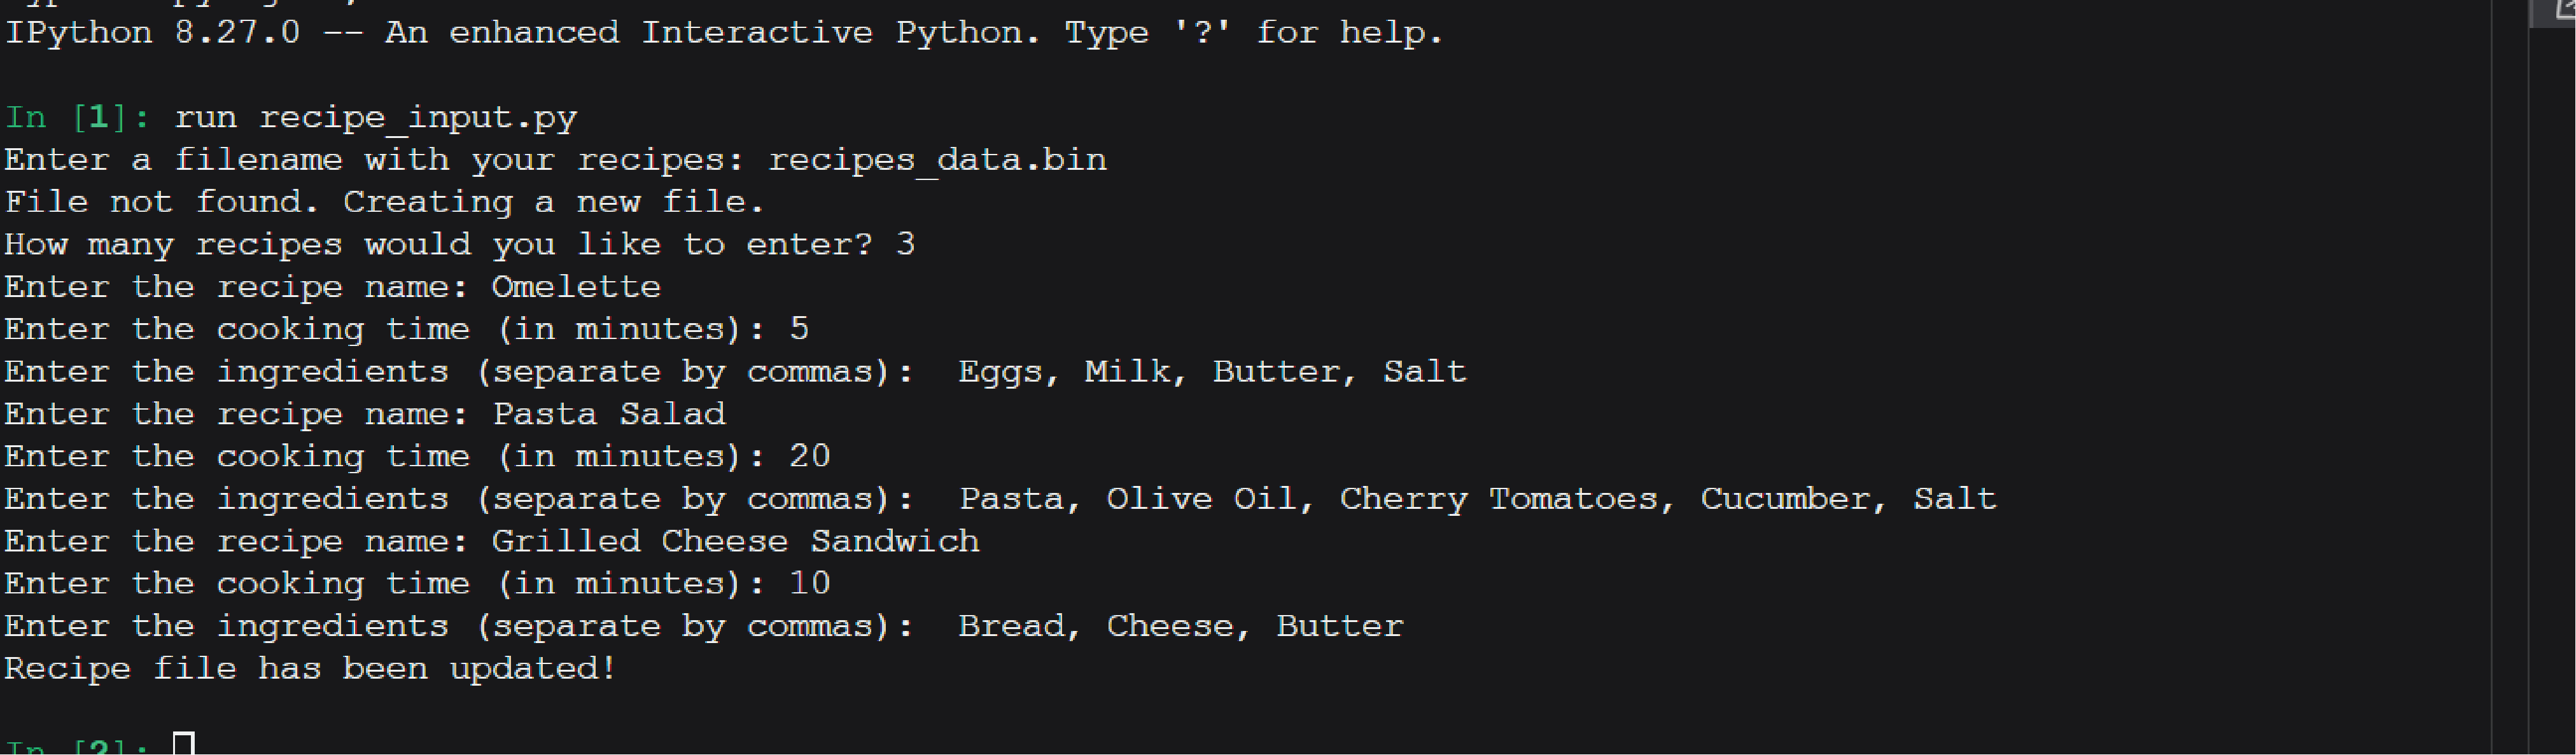 IPython 8.27.0 -- An enhanced Interactive Python. Type '?' for help.
In [1]: run recipe_input.py
Enter a filename with your recipes: recipes_data.bin
File not found. Creating a new file.
How many recipes would you like to enter? 3
Enter the recipe name: Omelette
Enter the cooking time (in minutes): 5
Enter the ingredients (separate by commas):  Eggs, Milk, Butter, Salt
Enter the recipe name: Pasta Salad
Enter the cooking time (in minutes): 20
Enter the ingredients (separate by commas):  Pasta, Olive Oil, Cherry Tomatoes, Cucumber, Salt
Enter the recipe name: Grilled Cheese Sandwich
Enter the cooking time (in minutes): 10
Enter the ingredients (separate by commas):  Bread, Cheese, Butter
Recipe file has been updated!
In [2]: